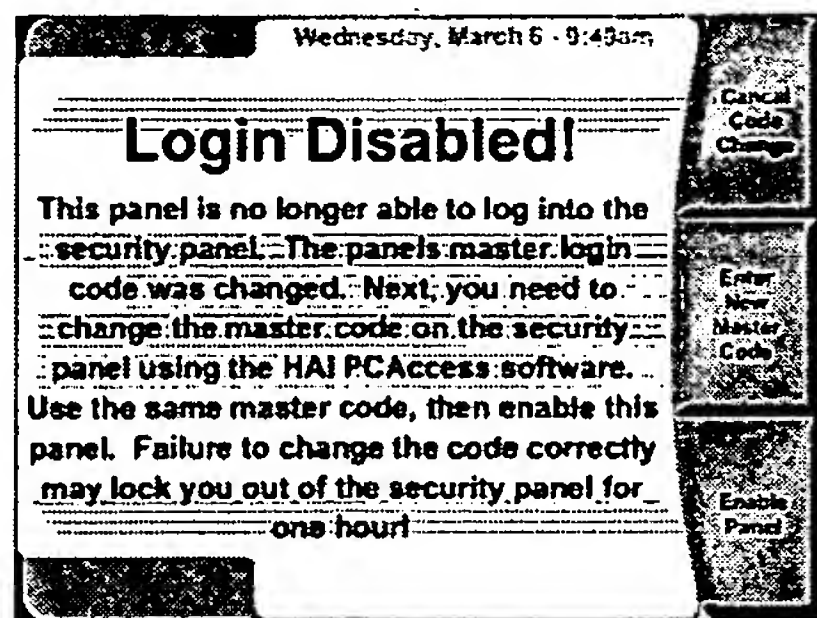 Wednesday, March 6 - 9:49am
Login Disabled!
This panel is no longer able to log into the
security panel. The panels master login
code was changed. Next, you need to
change the master code on the security
panel using the HAI PCAccess software.
Use the same master code, then enable this
panel. Failure to change the code correctly
may lock you out of the security panel for
one hour!
Cancel
Code
Change
Enter
New
Master
Code
Enable
Panel